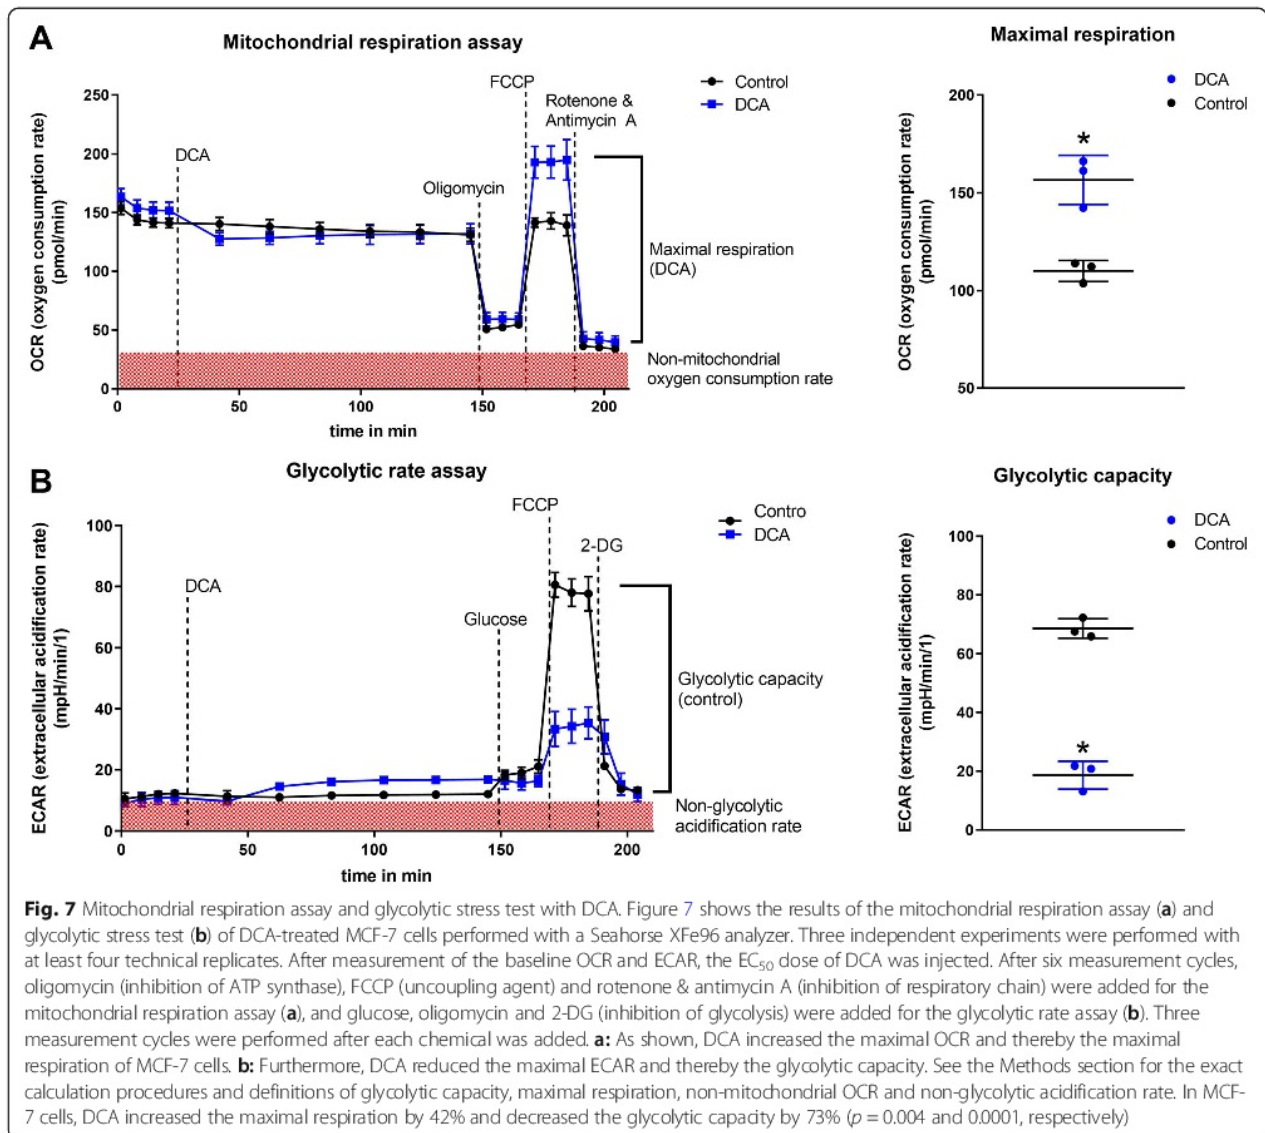 A
Mitochondrial respiration assay
Control
DCA
FCCP
Rotenone &
Antimycin A
DCA
Oligomycin
OCR (oxygen consumption rate)
(pmol/min)
250
200
150
100
50
0
0
50
100
150
200
time in min
Maximal respiration
(DCA)
Non-mitochondrial
oxygen consumption rate
Maximal respiration
DCA
Control
OCR (oxygen consumption rate)
(pmol/min)
200
150
100
50
*
B
Glycolytic rate assay
Contro
DCA
FCCP
2-DG
DCA
Glucose
ECAR (extracellular acidification rate)
(mpH/min/1)
100
80
60
40
20
0
0
50
100
150
200
time in min
Glycolytic capacity
(control)
Non-glycolytic
acidification rate
Glycolytic capacity
DCA
Control
ECAR (extracellular acidification rate)
(mpH/min/1)
100
80
60
40
20
0
*
Fig. 7 Mitochondrial respiration assay and glycolytic stress test with DCA. Figure 7 shows the results of the mitochondrial respiration assay (a) and
glycolytic stress test (b) of DCA-treated MCF-7 cells performed with a Seahorse XFe96 analyzer. Three independent experiments were performed with
at least four technical replicates. After measurement of the baseline OCR and ECAR, the EC50 dose of DCA was injected. After six measurement cycles,
oligomycin (inhibition of ATP synthase), FCCP (uncoupling agent) and rotenone & antimycin A (inhibition of respiratory chain) were added for the
mitochondrial respiration assay (a), and glucose, oligomycin and 2-DG (inhibition of glycolysis) were added for the glycolytic rate assay (b). Three
measurement cycles were performed after each chemical was added. a: As shown, DCA increased the maximal OCR and thereby the maximal
respiration of MCF-7 cells. b: Furthermore, DCA reduced the maximal ECAR and thereby the glycolytic capacity. See the Methods section for the exact
calculation procedures and definitions of glycolytic capacity, maximal respiration, non-mitochondrial OCR and non-glycolytic acidification rate. In MCF-
7 cells, DCA increased the maximal respiration by 42% and decreased the glycolytic capacity by 73% (p = 0.004 and 0.0001, respectively)